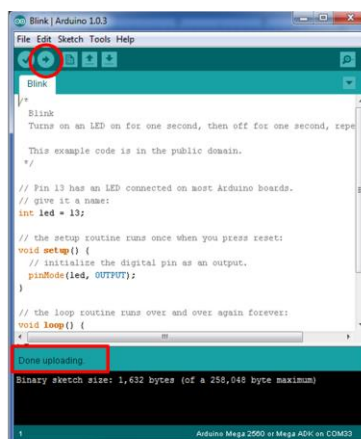 Blink | Arduino 1.0.3
File Edit Sketch Tools Help
Blink
/*
Blink
Turns on an LED on for one second, then off for one second, repe
This example code is in the public domain.
*/
// Pin 13 has an LED connected on most Arduino boards.
// give it a name:
int led = 13;
// the setup routine runs once when you press reset:
void setup() {
// initialize the digital pin as an output.
pinMode(led, OUTPUT);
}
// the loop routine runs over and over again forever:
void loop() {
Done uploading.
Binary sketch size: 1,632 bytes (of a 258,048 byte maximum)
1
Arduino Mega 2560 or Mega ADK on COM33